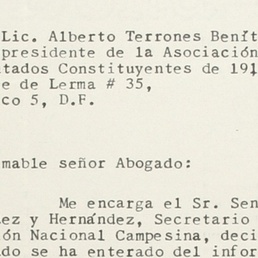 Lic. Alberto Terrones Benít
presidente de la Asociación
tados Constituyentes de 191
e de Lerma # 35,
co 5, D.F.
mable señor Abogado:
Me encarga el Sr. Sen
ez y Hernández, Secretario
ón Nacional Campesina, deci
do se ha enterado del infor